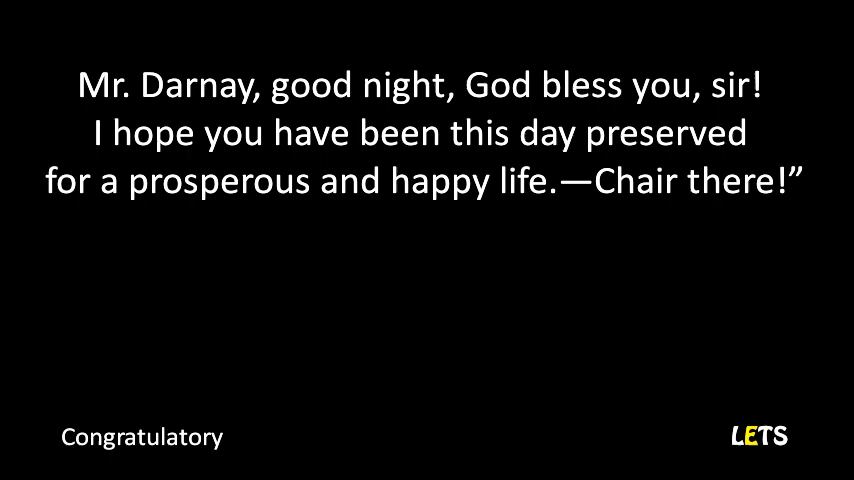 Mr. Darnay, good night, God bless you, sir!
I hope you have been this day preserved
for a prosperous and happy life.—Chair there!”
Congratulatory
LETS